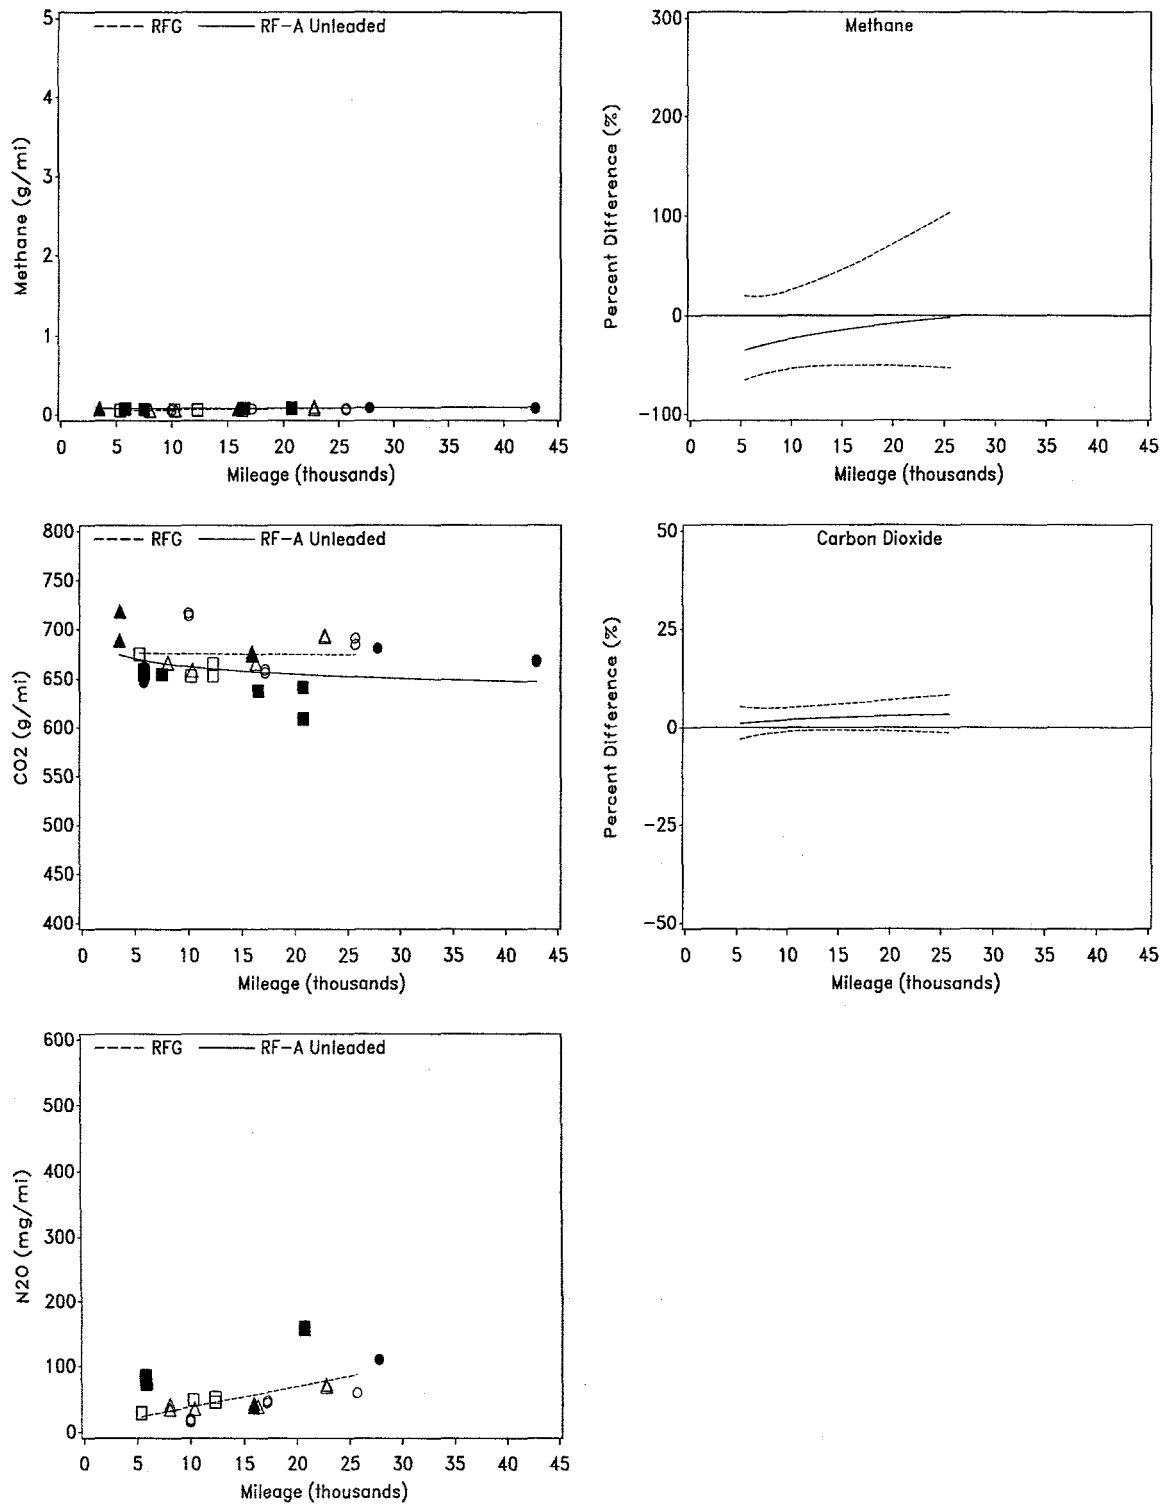 RFG RF-A Unleaded
5
4
3
2
1
0
Methane (g/mi)
0 5 10 15 20 25 30 35 40 45
Mileage (thousands)
Methane
300
200
100
0
-100
Percent Difference (%)
0 5 10 15 20 25 30 35 40 45
Mileage (thousands)
RFG RF-A Unleaded
800
750
700
650
600
550
500
450
400
CO2 (g/mi)
0 5 10 15 20 25 30 35 40 45
Mileage (thousands)
Carbon Dioxide
50
25
0
-25
-50
Percent Difference (%)
0 5 10 15 20 25 30 35 40 45
Mileage (thousands)
RFG RF-A Unleaded
600
500
400
300
200
100
0
N2O (mg/mi)
0 5 10 15 20 25 30 35 40 45
Mileage (thousands)